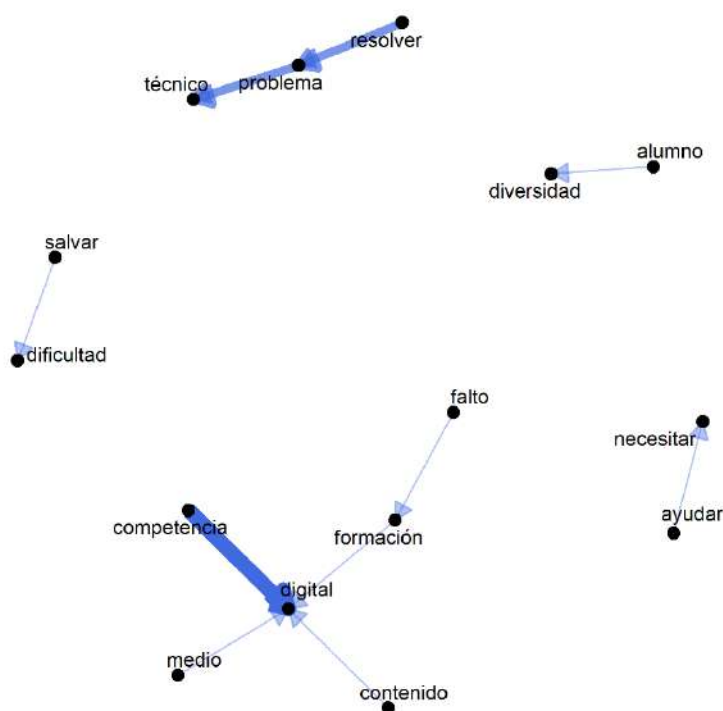 resolver
técnico
problema
alumno
diversidad
salvar
dificultad
falto
necesitar
ayudar
competencia
formación
digital
medio
contenido